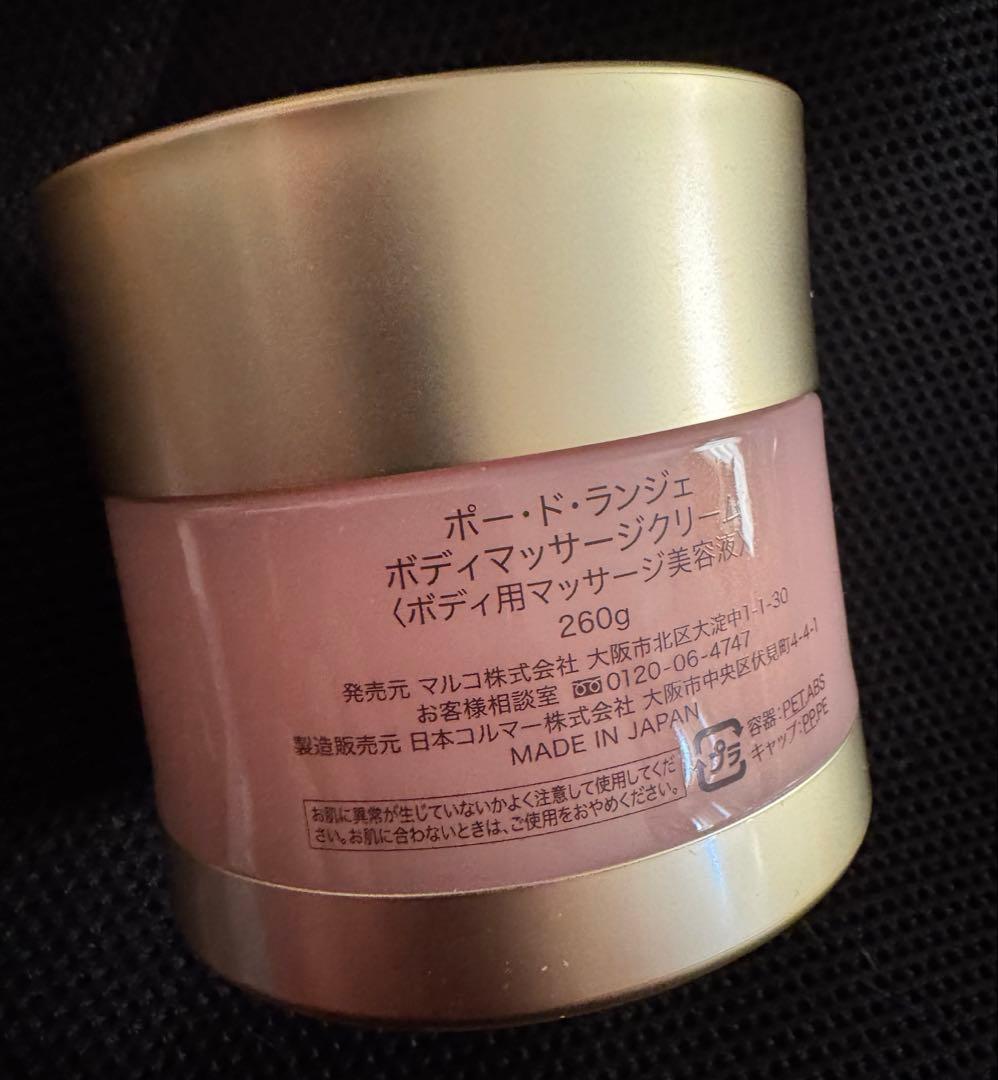 ポー・ド・ランジェ
ボディマッサージクリーム
〈ボディ用マッサージ美容液〉
260g
発売元 マルコ株式会社 大阪市北区大淀中1-1-30
お客様相談室 0120-06-4747
製造販売元 日本コルマー株式会社 大阪市中央区伏見町4-4-1
MADE IN JAPAN
プラ
容器:PET,ABS
キャップ:PP,PE
お肌に異常が生じていないかよく注意して使用してくだ
さい。お肌に合わないときは、ご使用をおやめください。